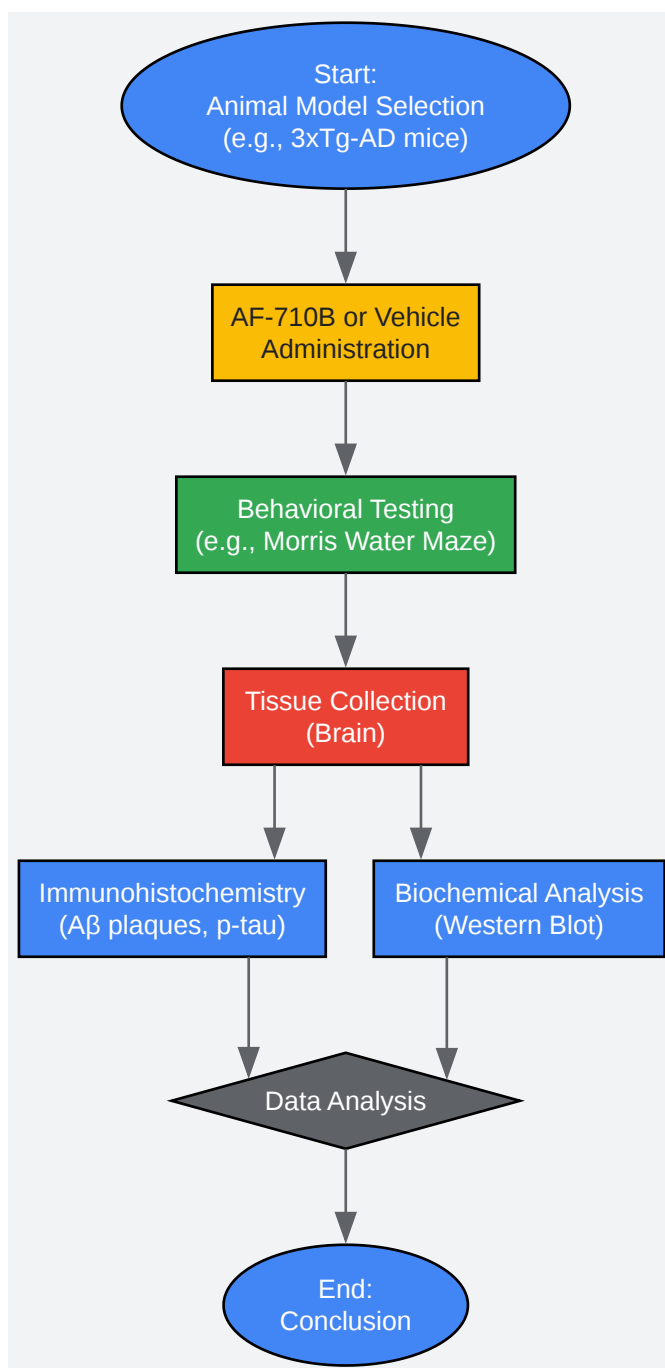 Start:
Animal Model Selection
(e.g., 3xTg-AD mice)
AF-710B or Vehicle
Administration
Behavioral Testing
(e.g., Morris Water Maze)
Tissue Collection
(Brain)
Immunohistochemistry
(Aβ plaques, p-tau)
Biochemical Analysis
(Western Blot)
Data Analysis
End:
Conclusion